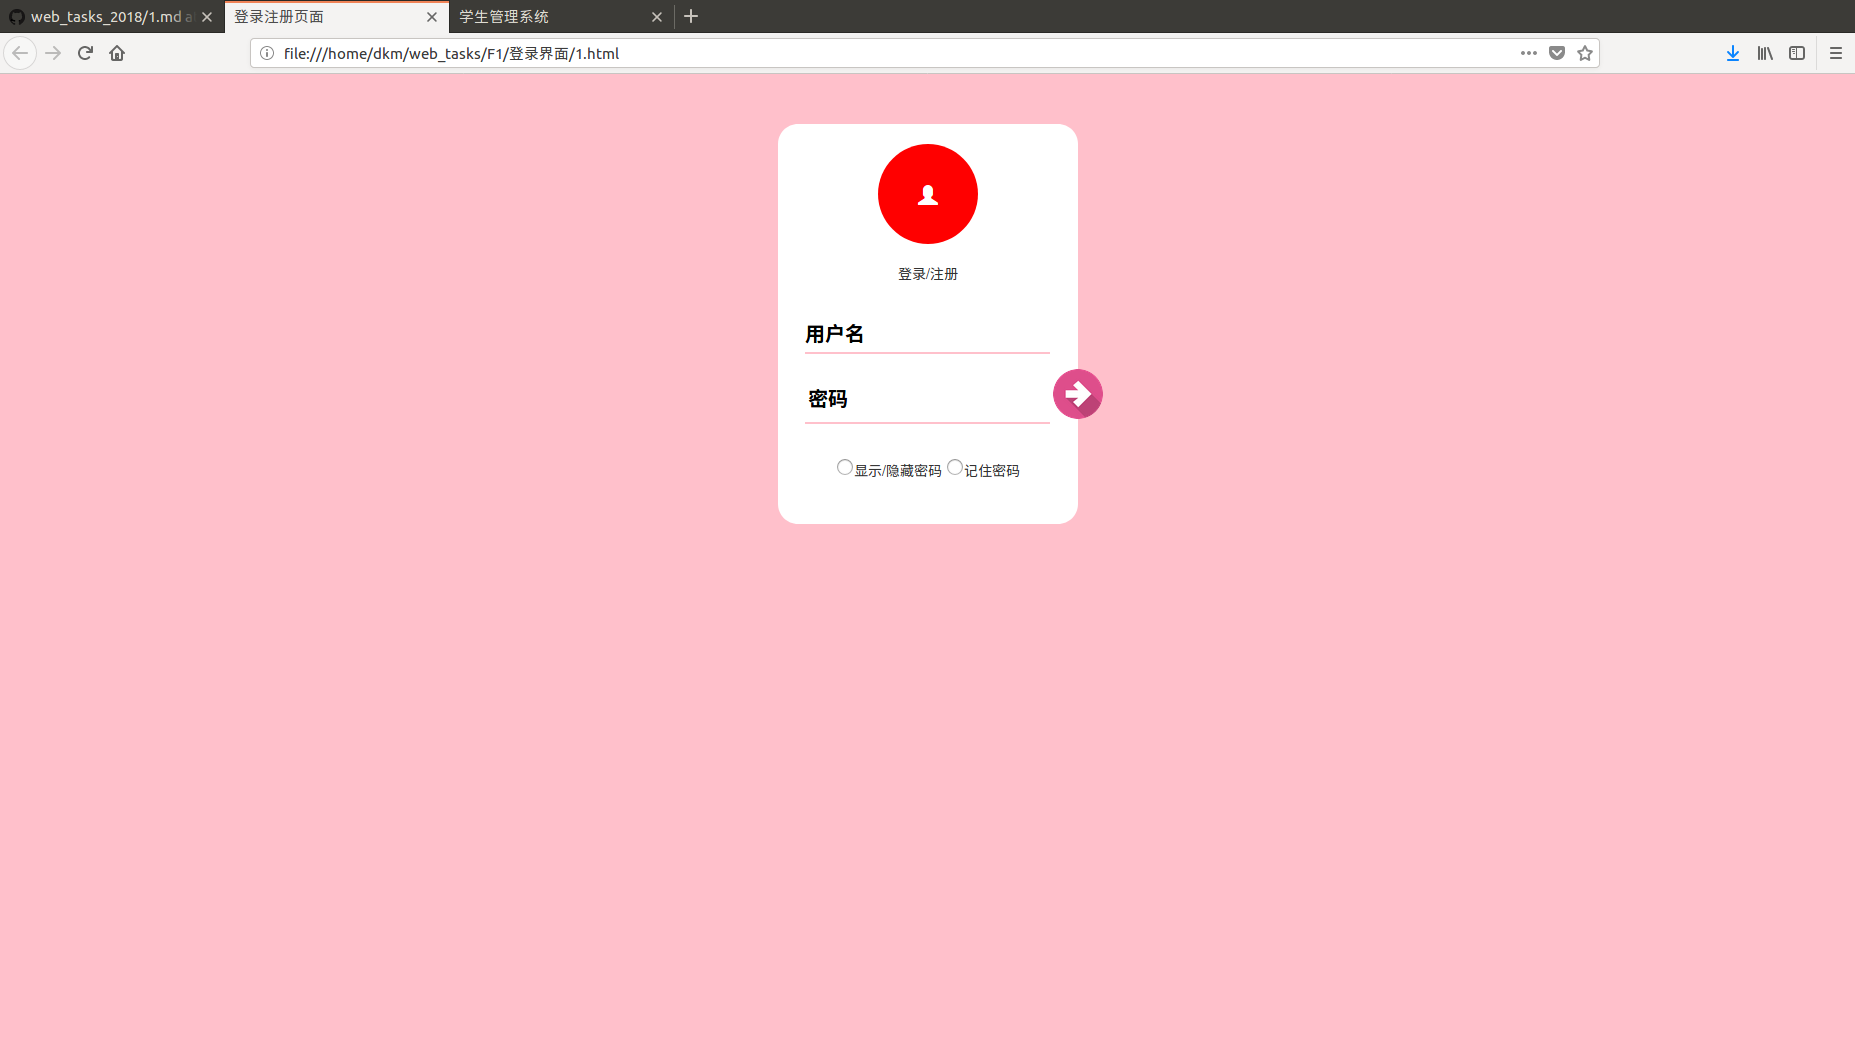 web_tasks_2018/1.md a
登录注册页面
学生管理系统
file:///home/dkm/web_tasks/F1/登录界面/1.html
登录/注册
用户名
密码
显示/隐藏密码 记住密码